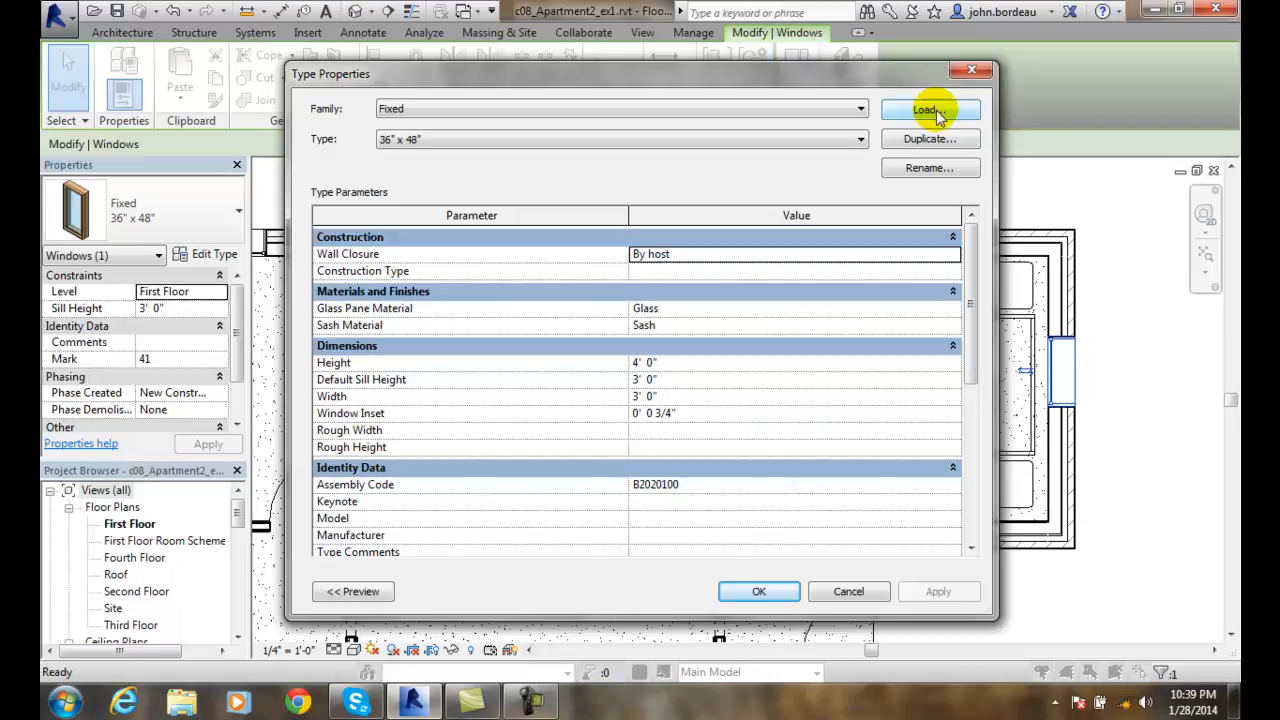 c08_Apartment2_ex1.rvt - Floo...
Type a keyword or phrase
john.bordeau
Architecture
Structure
Systems
Insert
Annotate
Analyze
Massing & Site
Collaborate
View
Manage
Modify | Windows
Modify
Properties
Paste
Cope
Cut
Join
Select
Properties
Clipboard
Modify | Windows
Properties
Fixed
36" x 48"
Windows (1)
Edit Type
Constraints
Level First Floor
Sill Height 3' 0"
Identity Data
Comments
Mark 41
Phasing
Phase Created New Constr...
Phase Demolis... None
Other
Properties help
Apply
Project Browser - c08_Apartment2_e...
Views (all)
Floor Plans
First Floor
First Floor Room Scheme
Fourth Floor
Roof
Second Floor
Site
Third Floor
Ceiling Plans
Type Properties
Family: Fixed
Load...
Type: 36" x 48"
Duplicate...
Rename...
Type Parameters
Parameter Value
Construction
Wall Closure By host
Construction Type
Materials and Finishes
Glass Pane Material Glass
Sash Material Sash
Dimensions
Height 4' 0"
Default Sill Height 3' 0"
Width 3' 0"
Window Inset 0' 0 3/4"
Rough Width
Rough Height
Identity Data
Assembly Code B2020100
Keynote
Model
Manufacturer
Type Comments
<< Preview
OK
Cancel
Apply
1/4" = 1'-0"
Ready
:0
Main Model
:1
10:39 PM
1/28/2014